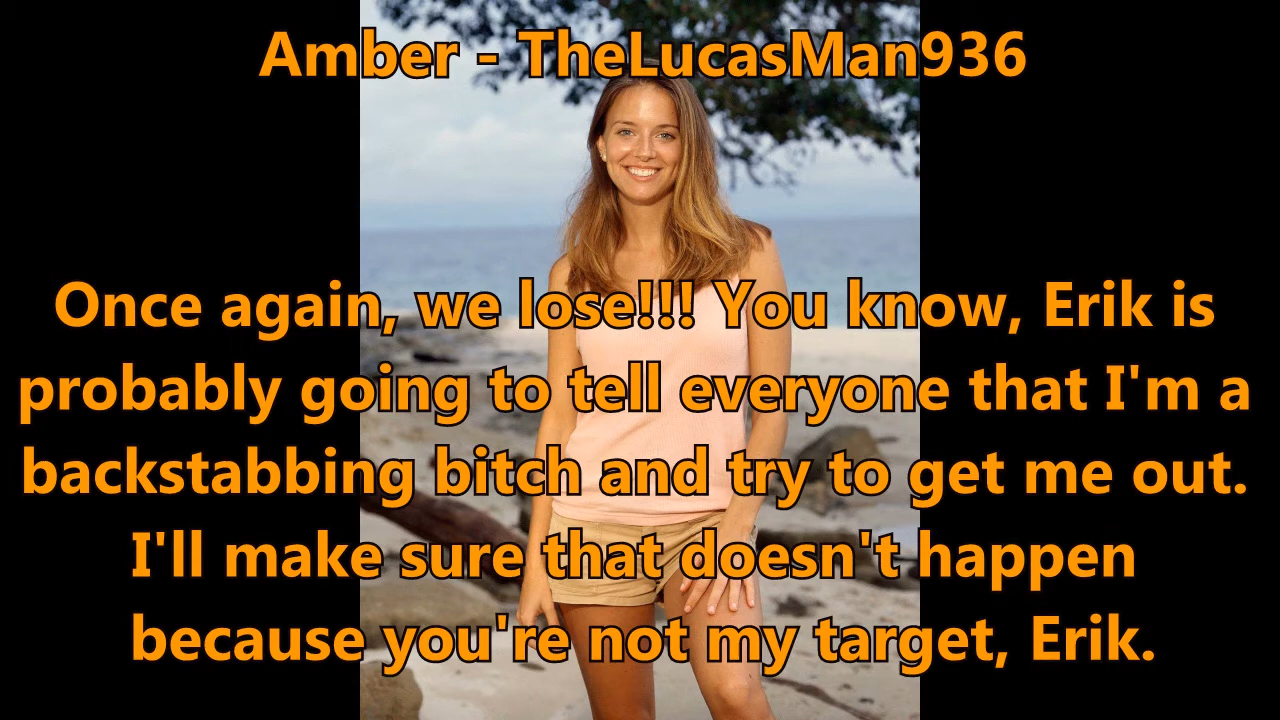 Amber - TheLucasMan936
Once again, we lose!!! You know, Erik is
probably going to tell everyone that I'm a
backstabbing bitch and try to get me out.
I'll make sure that doesn't happen
because you're not my target, Erik.